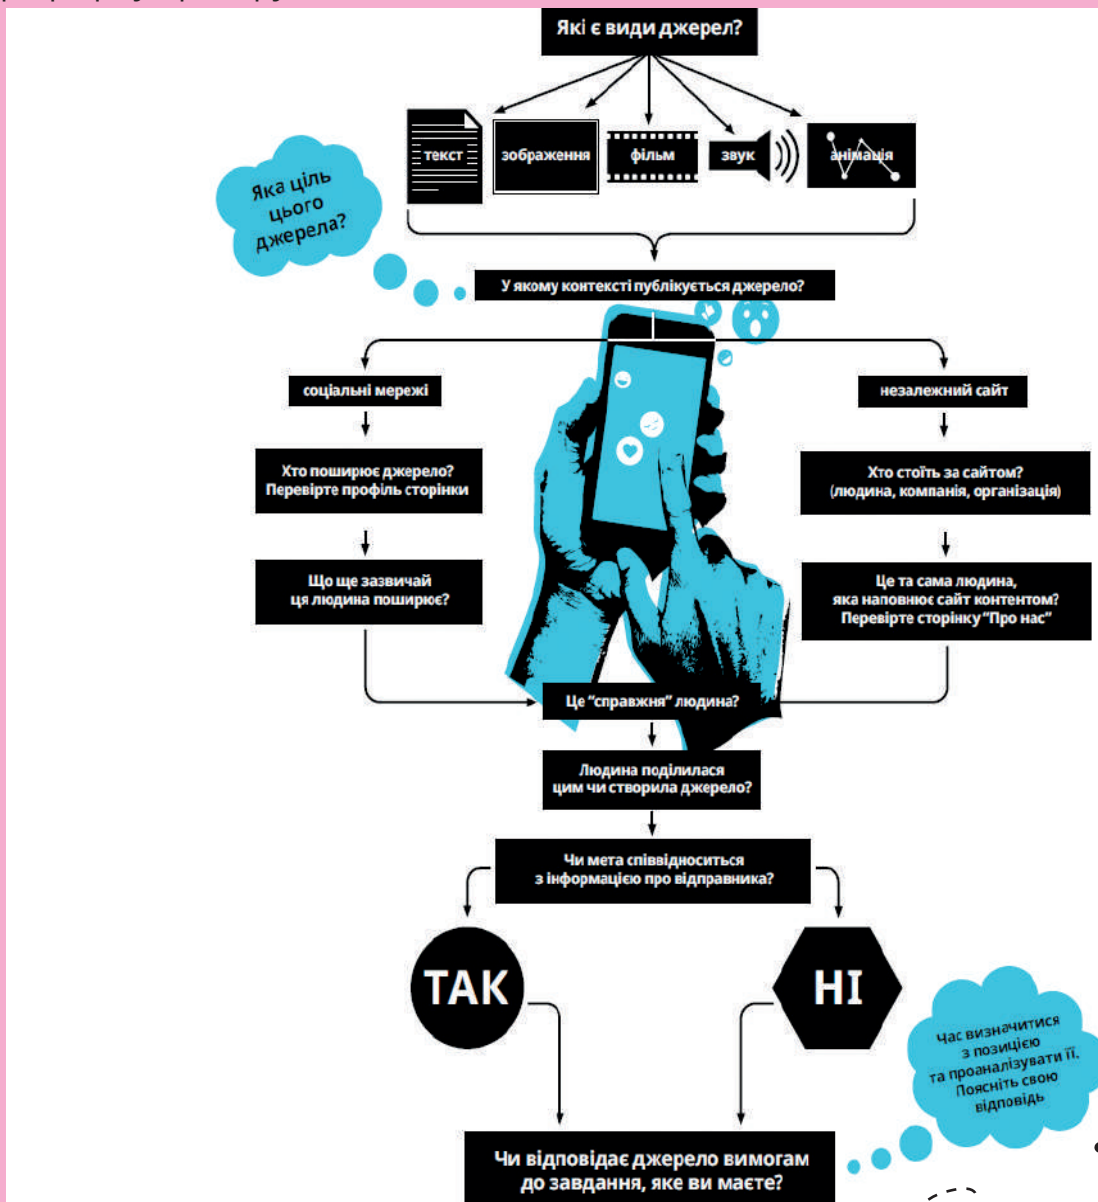 Які є види джерел?
текст
зображення
фільм
звук
анімація
Яка ціль
цього
джерела?
У якому контексті публікується джерело?
соціальні мережі
незалежний сайт
Хто поширює джерело?
Перевірте профіль сторінки
Хто стоїть за сайтом?
(людина, компанія, організація)
Що ще зазвичай
ця людина поширює?
Це та сама людина,
яка наповнює сайт контентом?
Перевірте сторінку "Про нас"
Це "справжня" людина?
Людина поділилася
цим чи створила джерело?
Чи мета співвідноситься
з інформацією про відправника?
ТАК
НІ
Час визначитися
з позицією
та проаналізувати її.
Поясніть свою
відповідь
Чи відповідає джерело вимогам
до завдання, яке ви маєте?